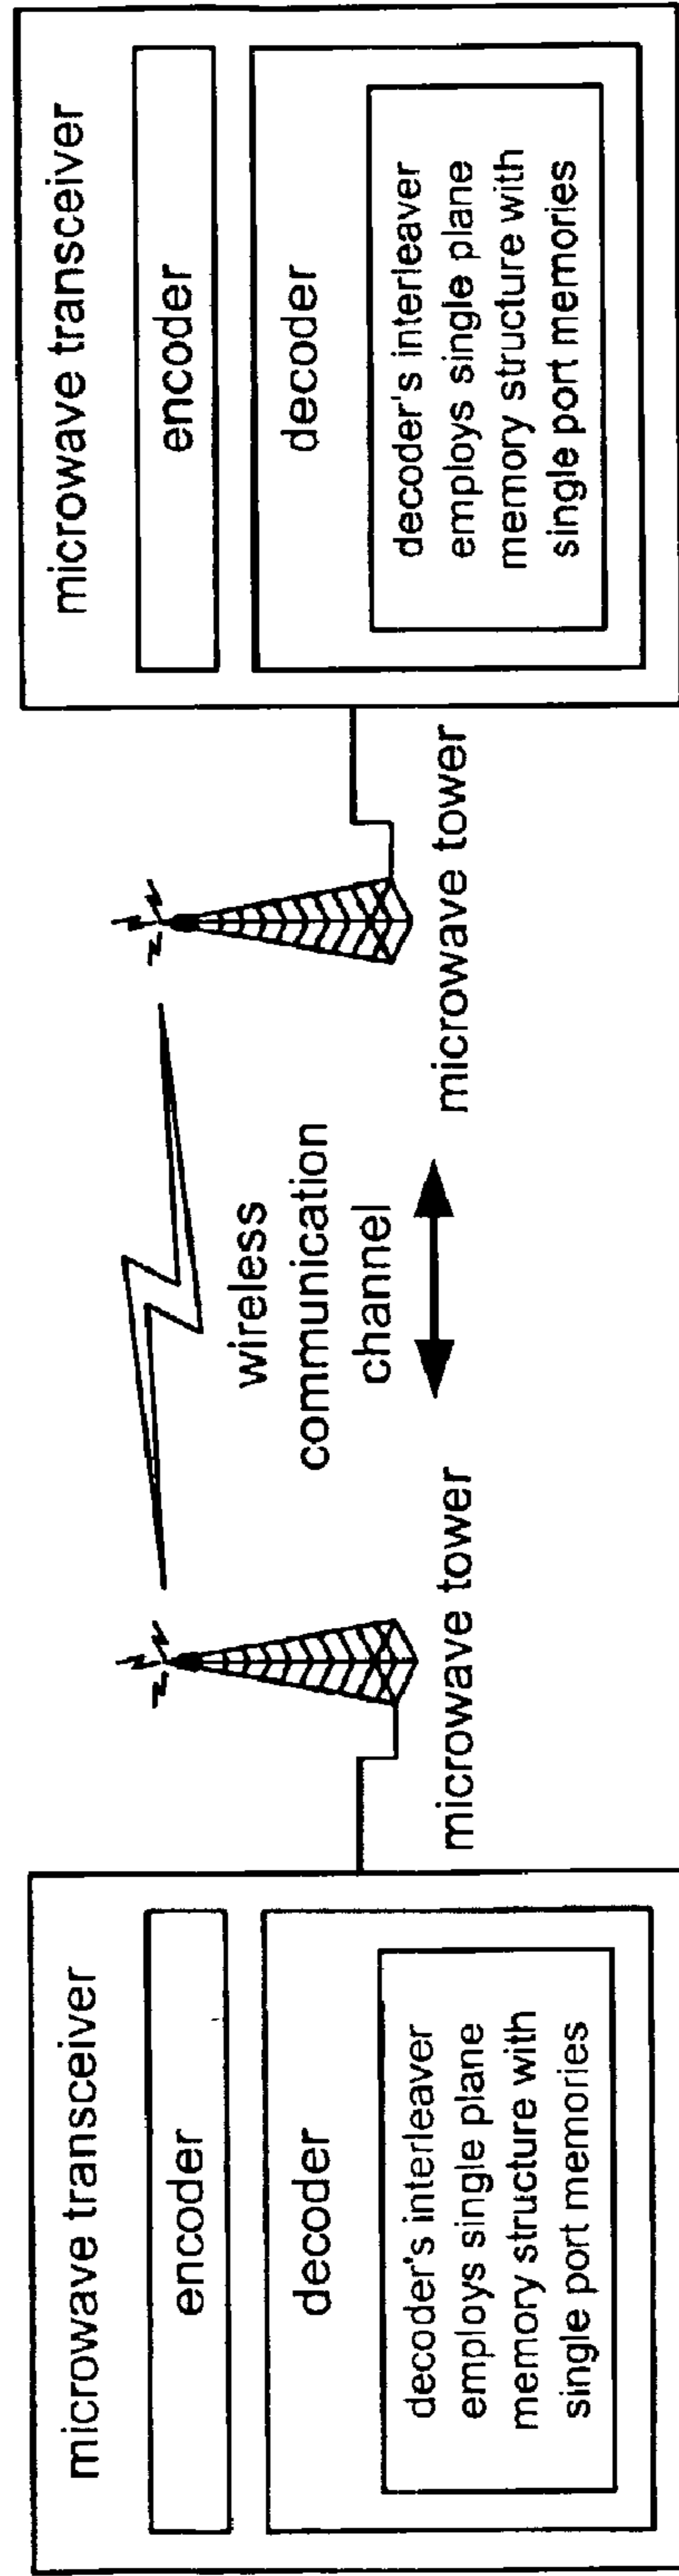 microwave transceiver
encoder
decoder
decoder's interleaver
employs single plane
memory structure with
single port memories
microwave tower
wireless
communication
channel
microwave tower
microwave transceiver
encoder
decoder
decoder's interleaver
employs single plane
memory structure with
single port memories